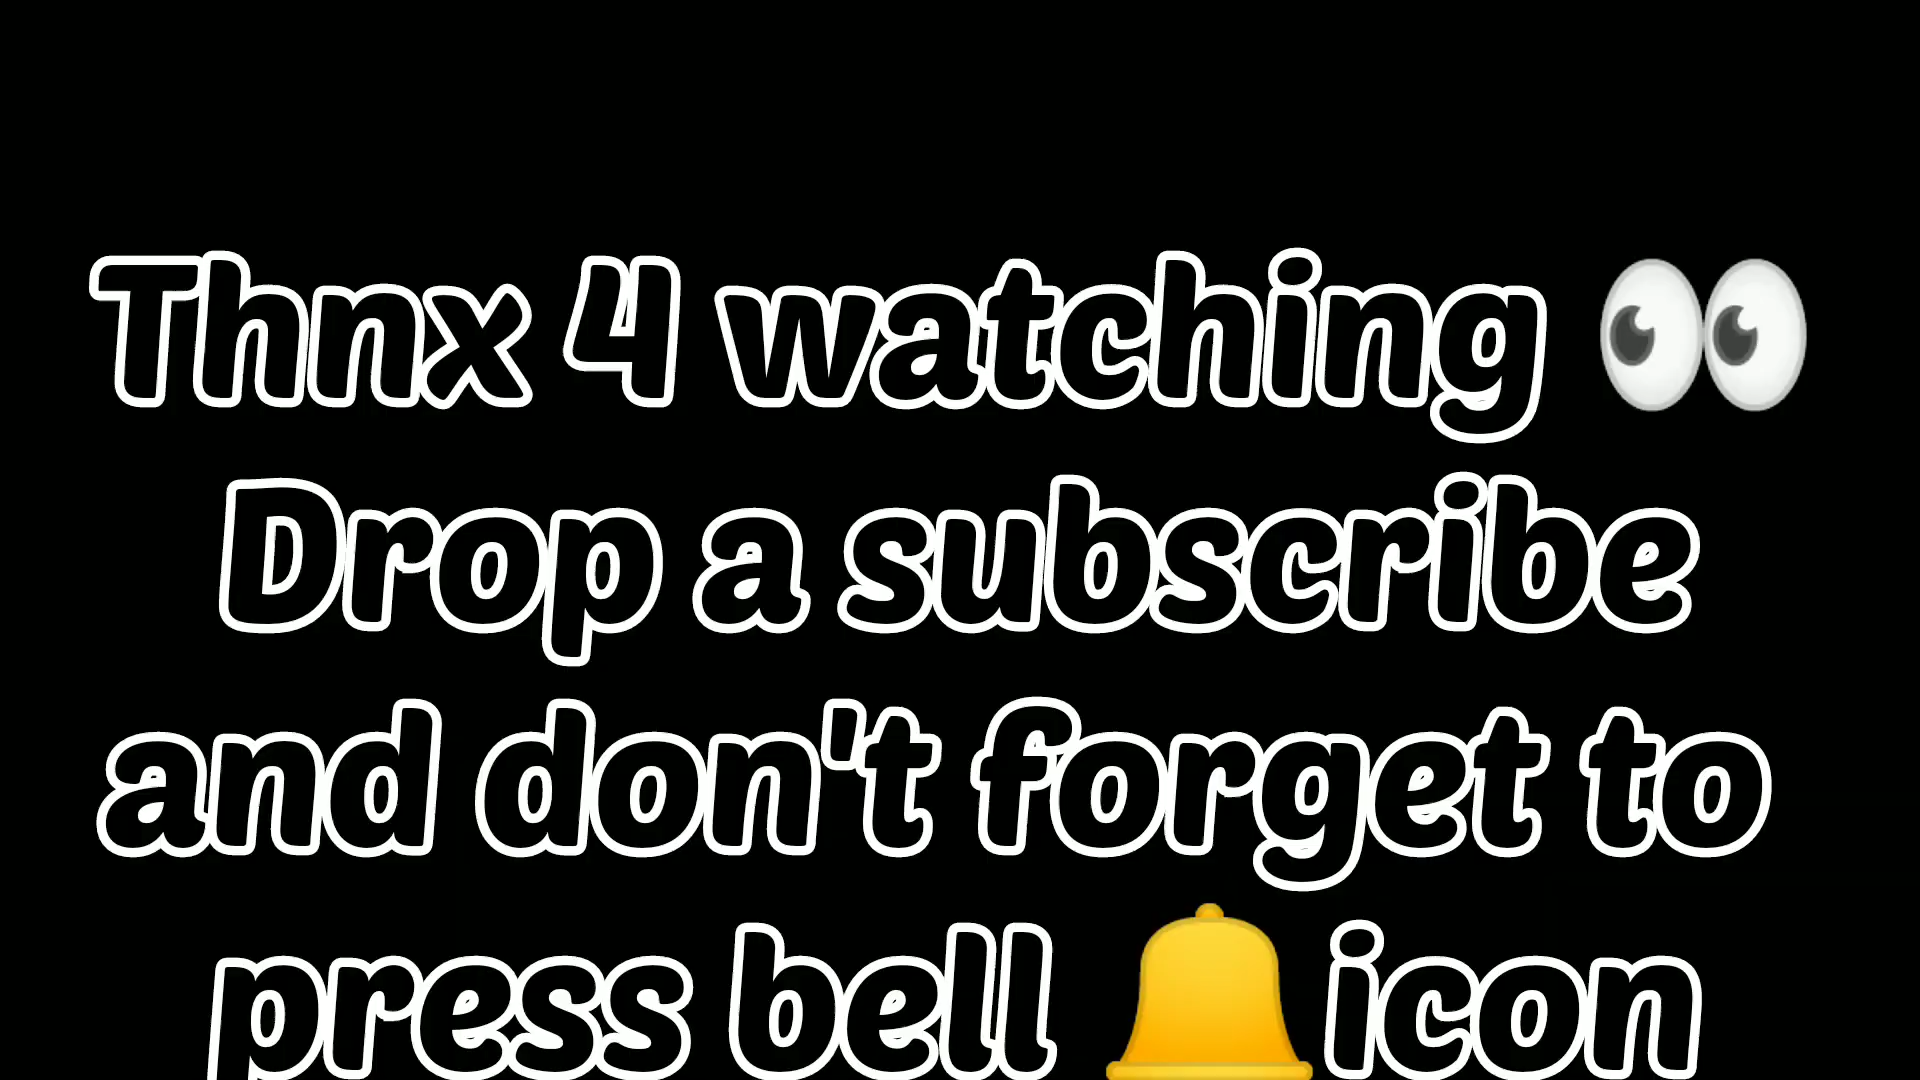 Thnx 4 watching 👀
Drop a subscribe
and don't forget to
press bell 🔔 icon